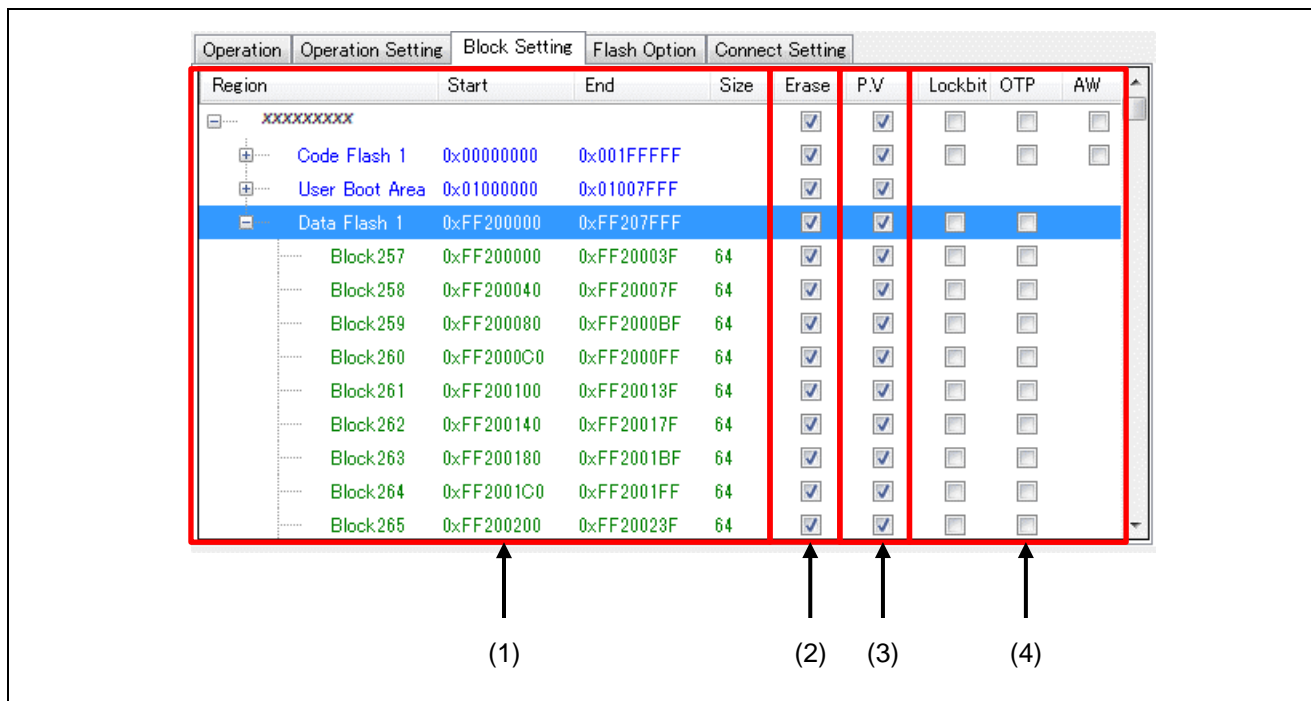 Operation Operation Setting Block Setting Flash Option Connect Setting
Region Start End Size Erase P.V Lockbit OTP AW
xxxxxxxxx
Code Flash 1 0x00000000 0x001FFFFF
User Boot Area 0x01000000 0x01007FFF
Data Flash 1 0xFF200000 0xFF207FFF
Block257 0xFF200000 0xFF20003F 64
Block258 0xFF200040 0xFF20007F 64
Block259 0xFF200080 0xFF2000BF 64
Block260 0xFF2000C0 0xFF2000FF 64
Block261 0xFF200100 0xFF20013F 64
Block262 0xFF200140 0xFF20017F 64
Block263 0xFF200180 0xFF2001BF 64
Block264 0xFF2001C0 0xFF2001FF 64
Block265 0xFF200200 0xFF20023F 64
(1) (2) (3) (4)